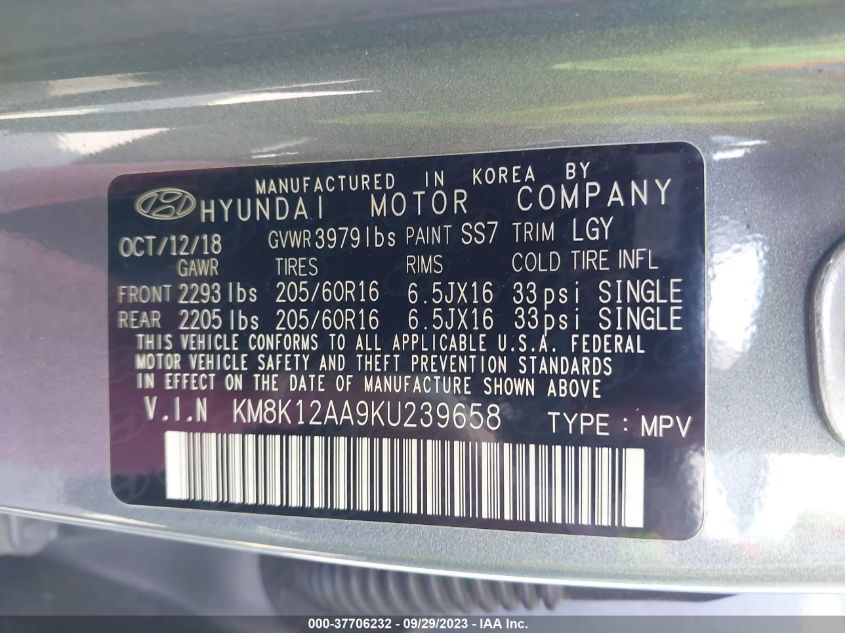 MANUFACTURED IN KOREA BY
HYUNDAI MOTOR COMPANY
OCT/12/18 GVWR 3979lbs PAINT SS7 TRIM LGY
GAWR TIRES RIMS COLD TIRE INFL
FRONT 2293lbs 205/60R16 6.5JX16 33psi SINGLE
REAR 2205lbs 205/60R16 6.5JX16 33psi SINGLE
THIS VEHICLE CONFORMS TO ALL APPLICABLE U.S.A. FEDERAL
MOTOR VEHICLE SAFETY AND THEFT PREVENTION STANDARDS
IN EFFECT ON THE DATE OF MANUFACTURE SHOWN ABOVE
V.I.N KM8K12AA9KU239658 TYPE: MPV
000-37706232 - 09/29/2023 - IAA Inc.